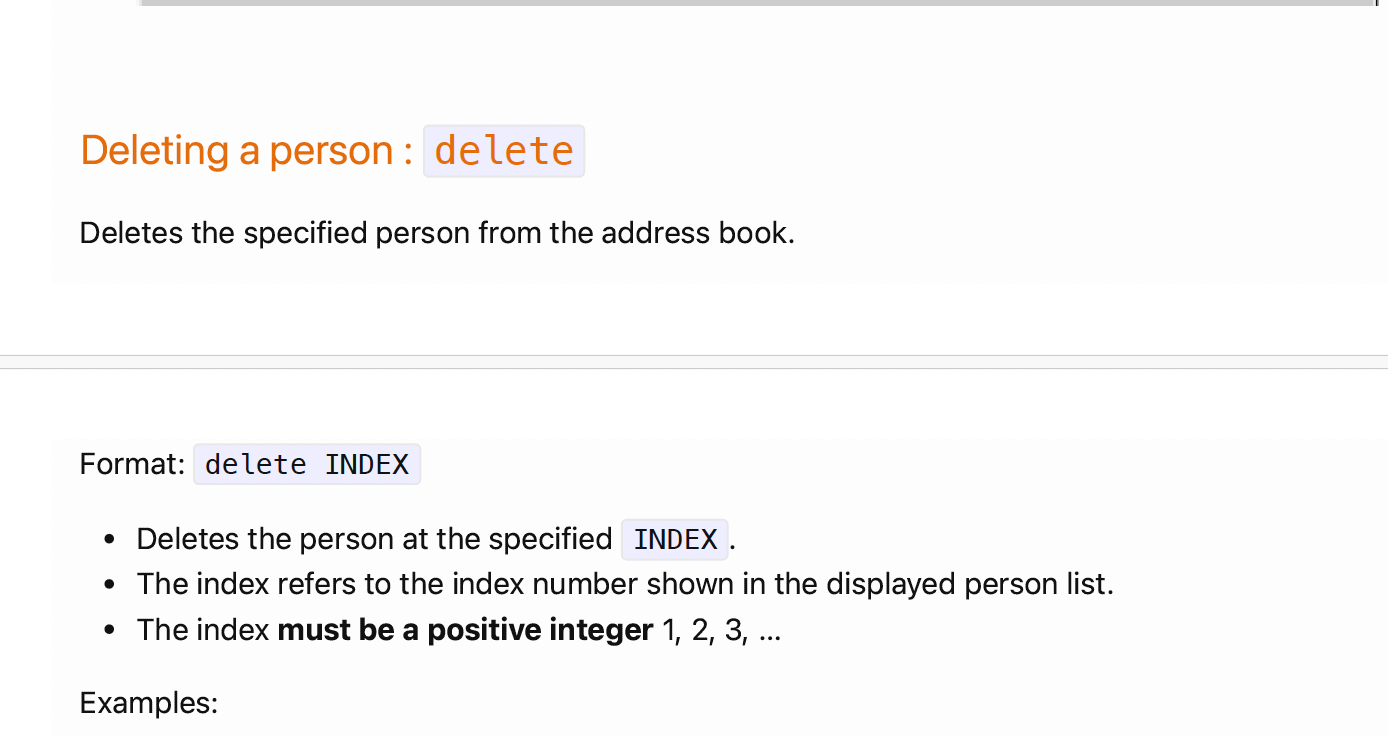 Deleting a person : delete
Deletes the specified person from the address book.
Format: delete INDEX
• Deletes the person at the specified INDEX.
• The index refers to the index number shown in the displayed person list.
• The index must be a positive integer 1, 2, 3, …
Examples: